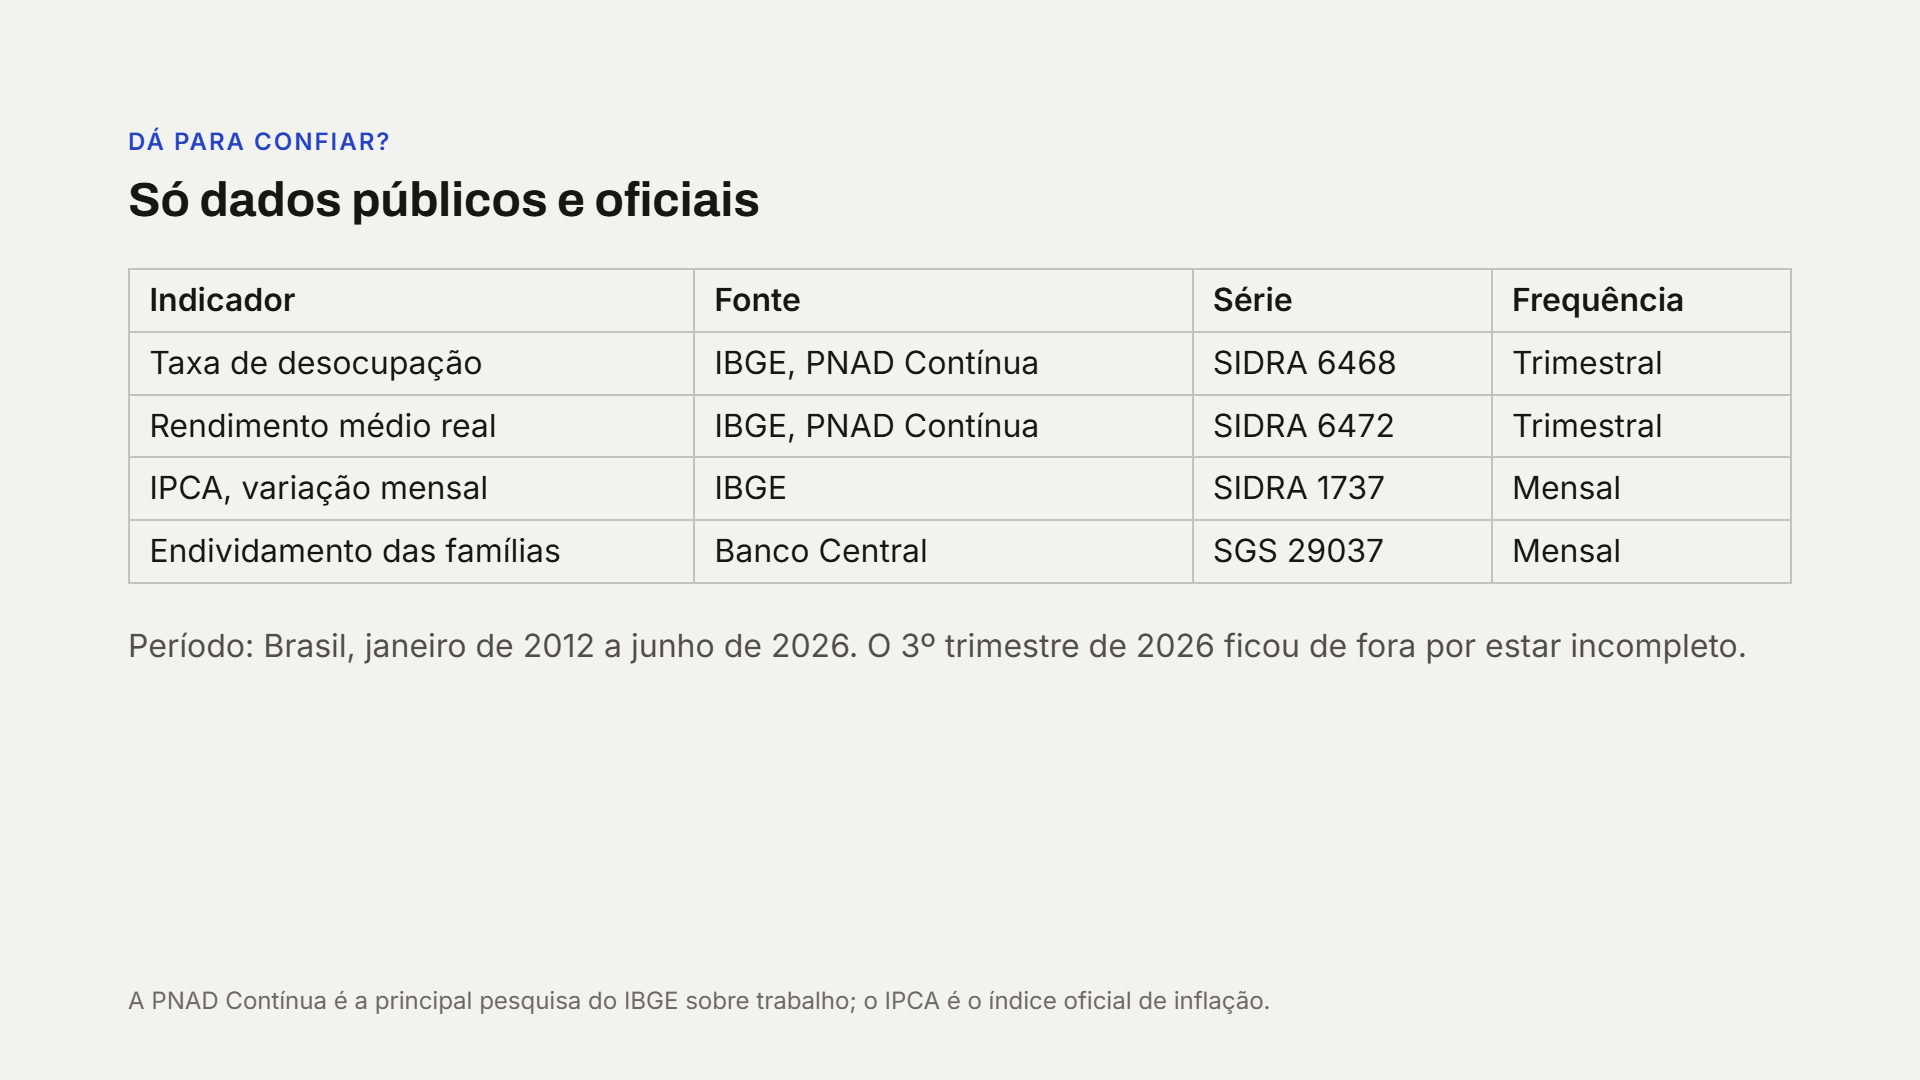 DÁ PARA CONFIAR?
Só dados públicos e oficiais
Indicador Fonte Série Frequência
Taxa de desocupação IBGE, PNAD Contínua SIDRA 6468 Trimestral
Rendimento médio real IBGE, PNAD Contínua SIDRA 6472 Trimestral
IPCA, variação mensal IBGE SIDRA 1737 Mensal
Endividamento das famílias Banco Central SGS 29037 Mensal
Período: Brasil, janeiro de 2012 a junho de 2026. O 3º trimestre de 2026 ficou de fora por estar incompleto.
A PNAD Contínua é a principal pesquisa do IBGE sobre trabalho; o IPCA é o índice oficial de inflação.